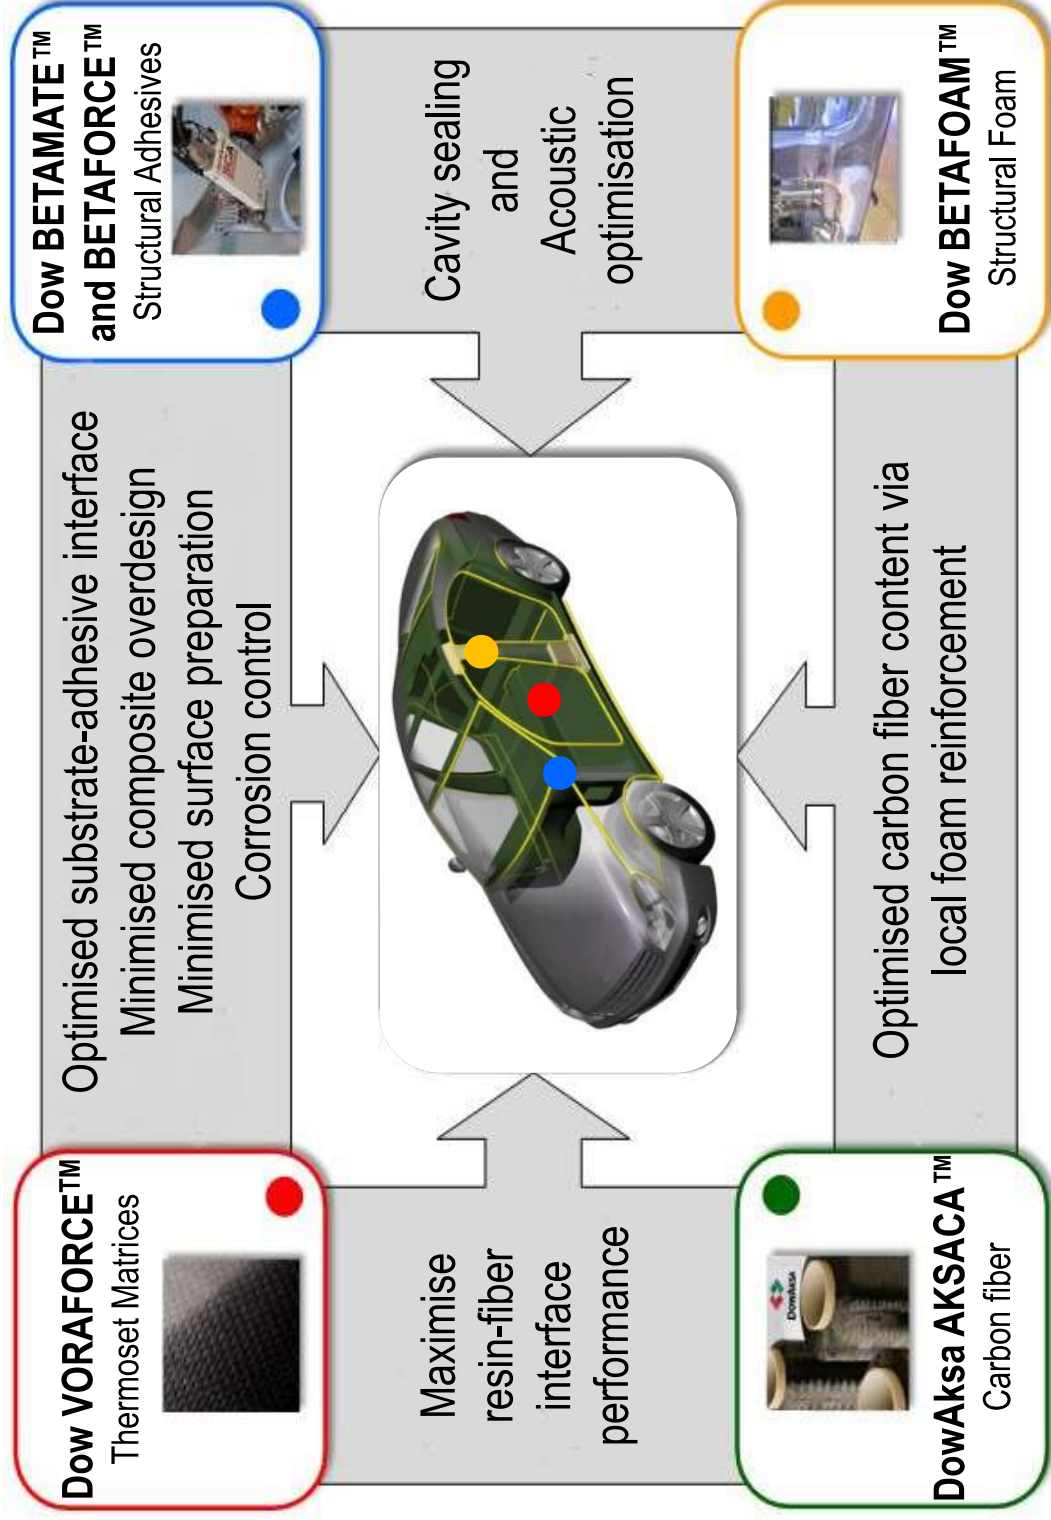 Dow VORAFORCE™
Thermoset Matrices
Optimised substrate-adhesive interface
Minimised composite overdesign
Minimised surface preparation
Corrosion control
Dow BETAMATE™
and BETAFORCE™
Structural Adhesives
Maximise
resin-fiber
interface
performance
Cavity sealing
and
Acoustic
optimisation
DowAksa
DowAksa AKSACA™
Carbon fiber
Optimised carbon fiber content via
local foam reinforcement
Dow BETAFOAM™
Structural Foam